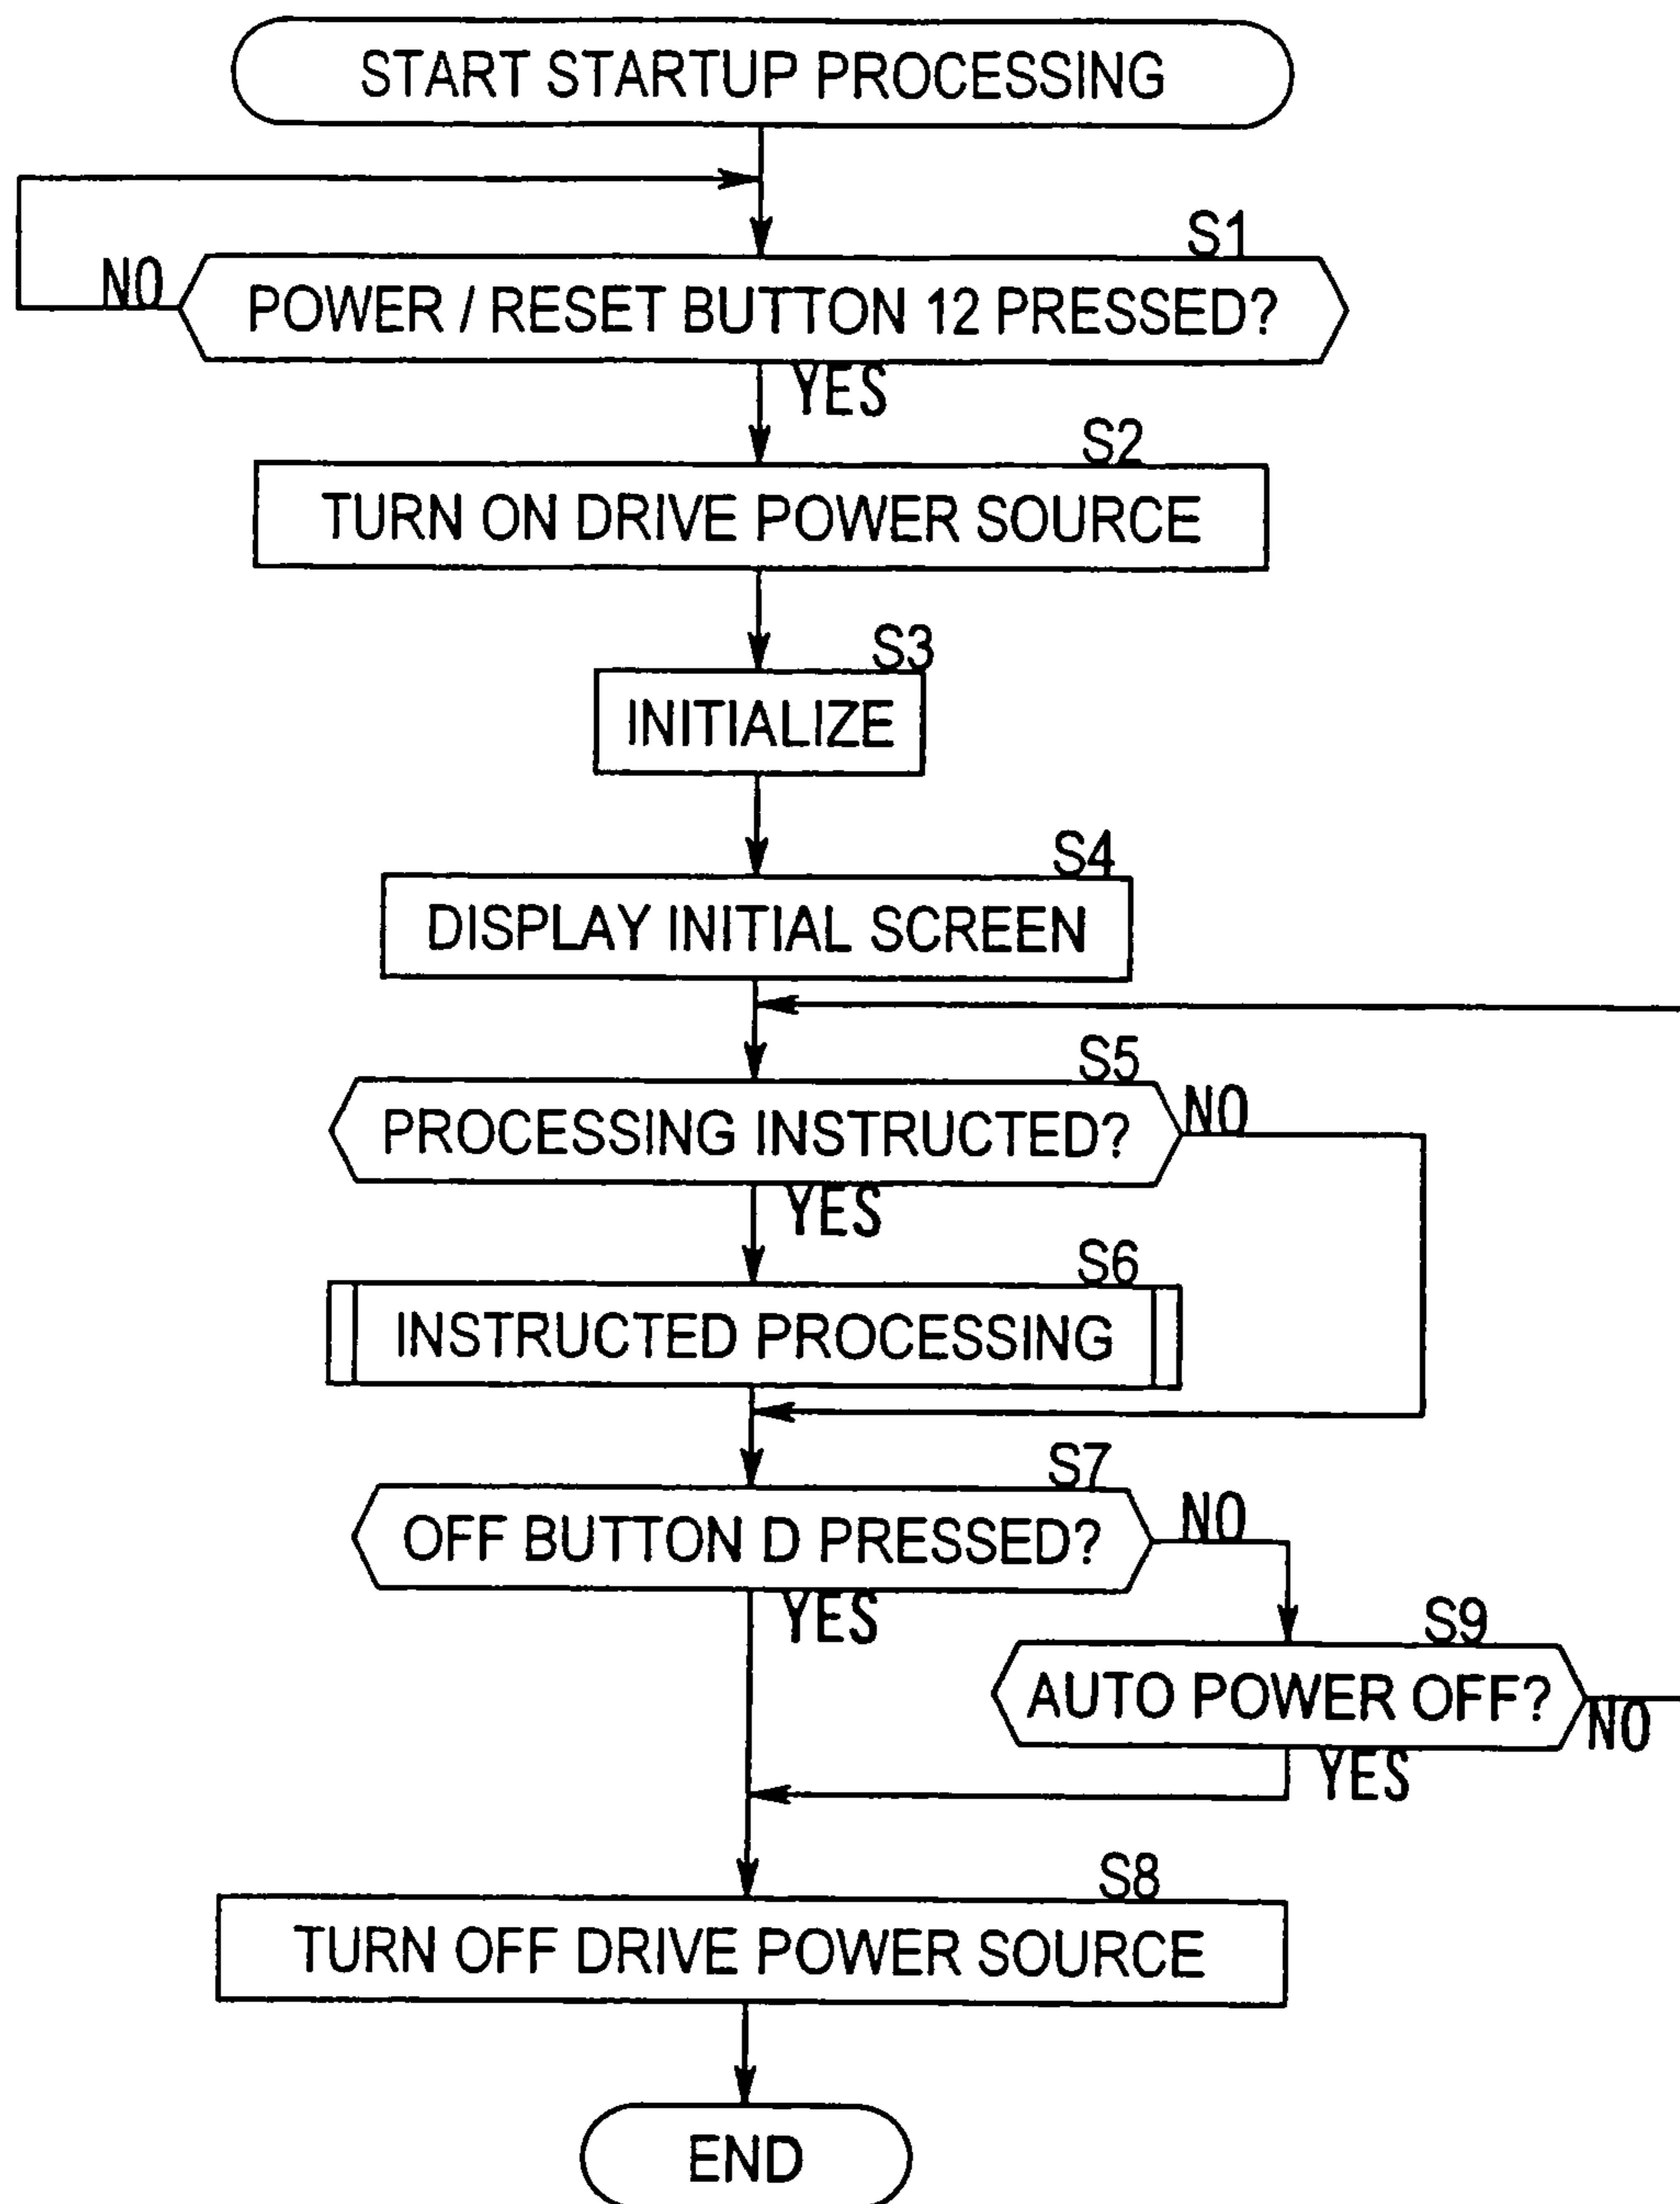 START STARTUP PROCESSING
S1
NO
POWER / RESET BUTTON 12 PRESSED?
YES
S2
TURN ON DRIVE POWER SOURCE
S3
INITIALIZE
S4
DISPLAY INITIAL SCREEN
S5
PROCESSING INSTRUCTED?
NO
YES
S6
INSTRUCTED PROCESSING
S7
OFF BUTTON D PRESSED?
NO
YES
S9
AUTO POWER OFF?
NO
YES
S8
TURN OFF DRIVE POWER SOURCE
END